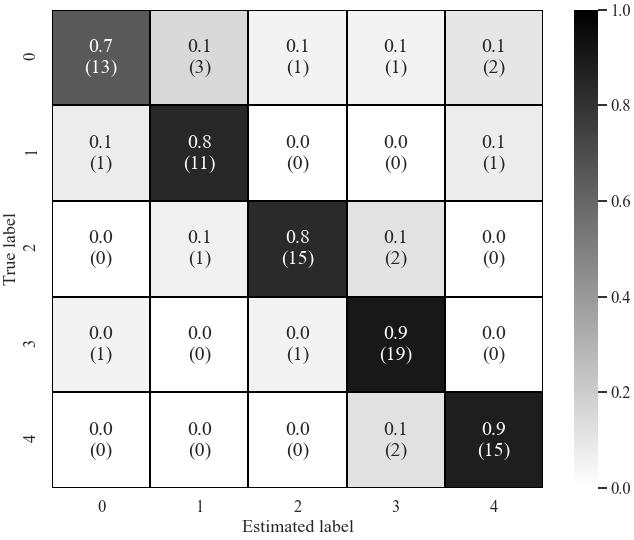 0.7 0.1 0.1 0.1 0.1
(13) (3) (1) (1) (2)
0
0.1 0.8 0.0 0.0 0.1
(1) (11) (0) (0) (1)
1
0.0 0.1 0.8 0.1 0.0
(0) (1) (15) (2) (0)
2
0.0 0.0 0.0 0.9 0.0
(1) (0) (1) (19) (0)
3
0.0 0.0 0.0 0.1 0.9
(0) (0) (0) (2) (15)
4
True label
0 1 2 3 4
Estimated label
1.0
0.8
0.6
0.4
0.2
0.0